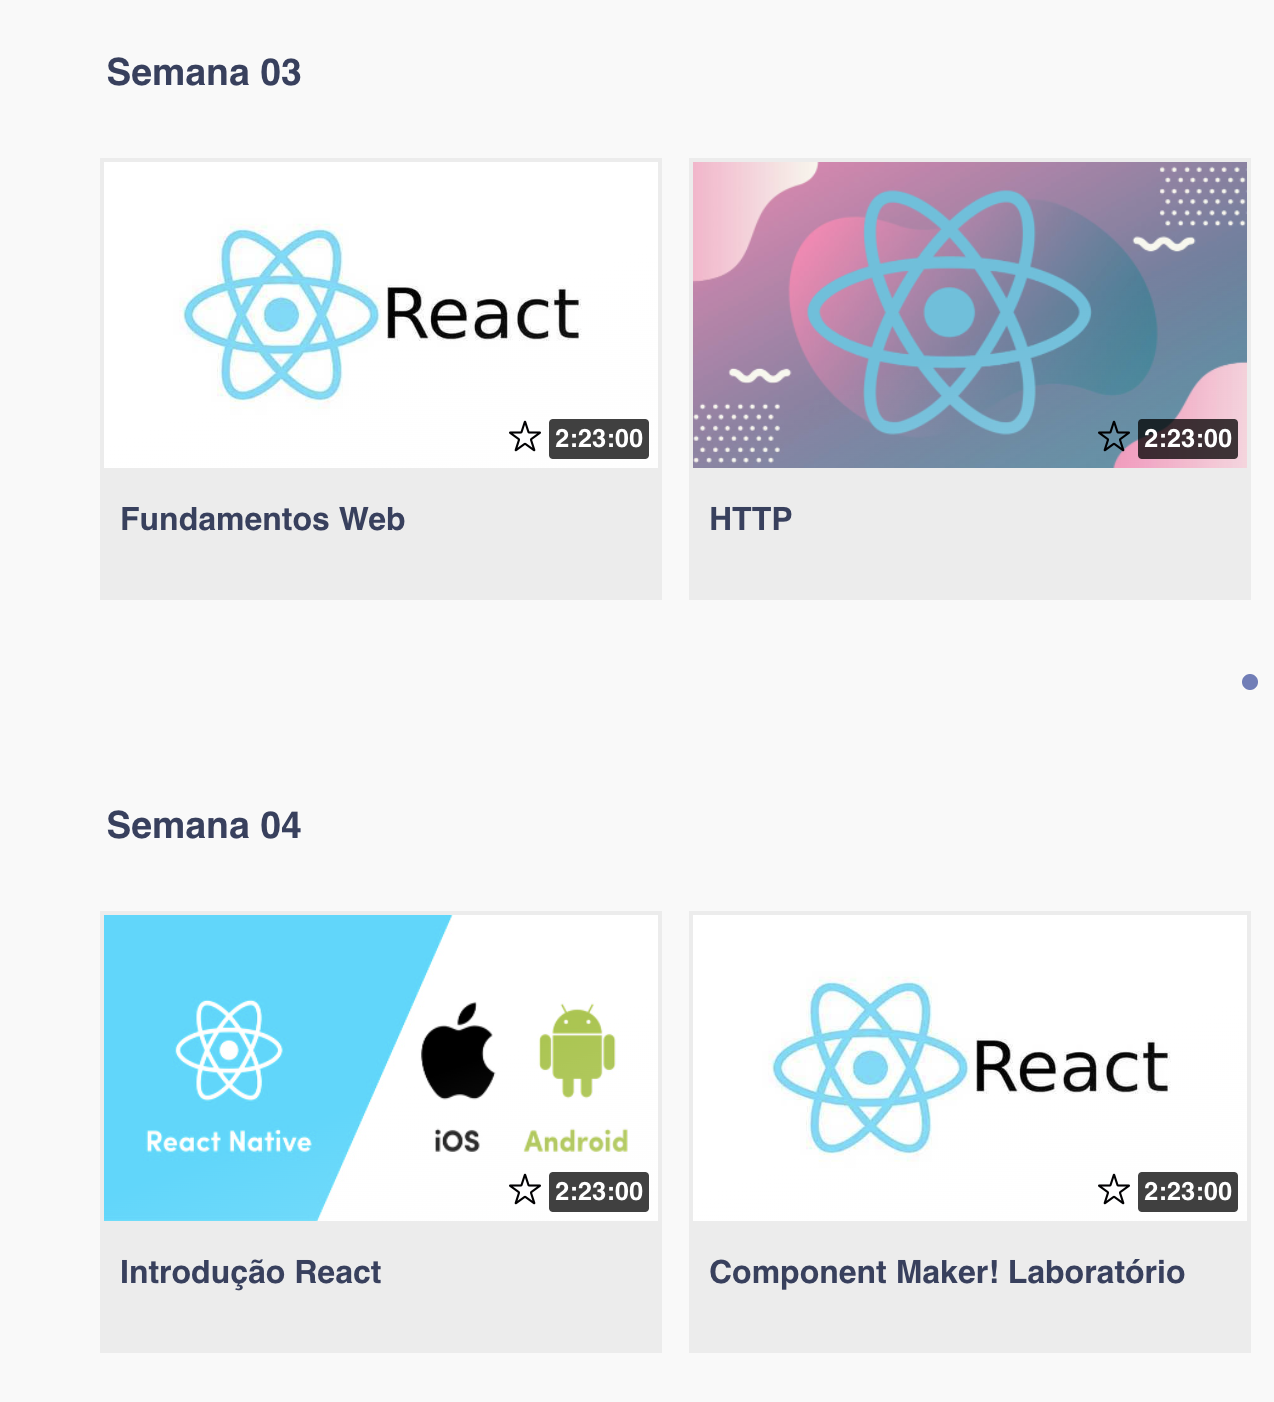 Semana 03
React
2:23:00
2:23:00
Fundamentos Web
HTTP
Semana 04
React Native
iOS
Android
2:23:00
React
2:23:00
Introdução React
Component Maker! Laboratório